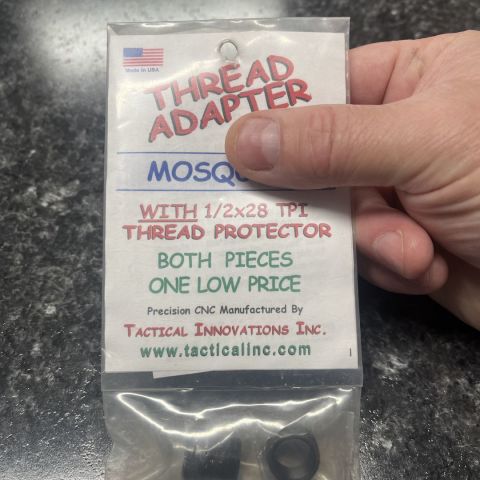 Made in USA
THREAD
ADAPTER
WITH 1/2x28 TPI
THREAD PROTECTOR
BOTH PIECES
ONE LOW PRICE
Precision CNC Manufactured By
TACTICAL INNOVATIONS INC.
www.tacticalinc.com